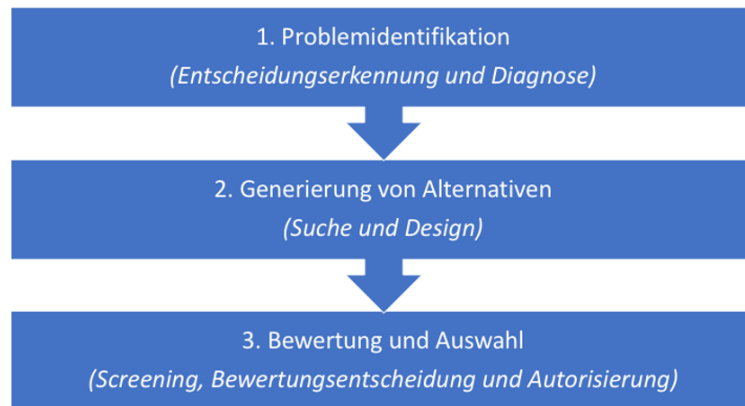 1. Problemidentifikation
(Entscheidungserkennung und Diagnose)
2. Generierung von Alternativen
(Suche und Design)
3. Bewertung und Auswahl
(Screening, Bewertungsentscheidung und Autorisierung)